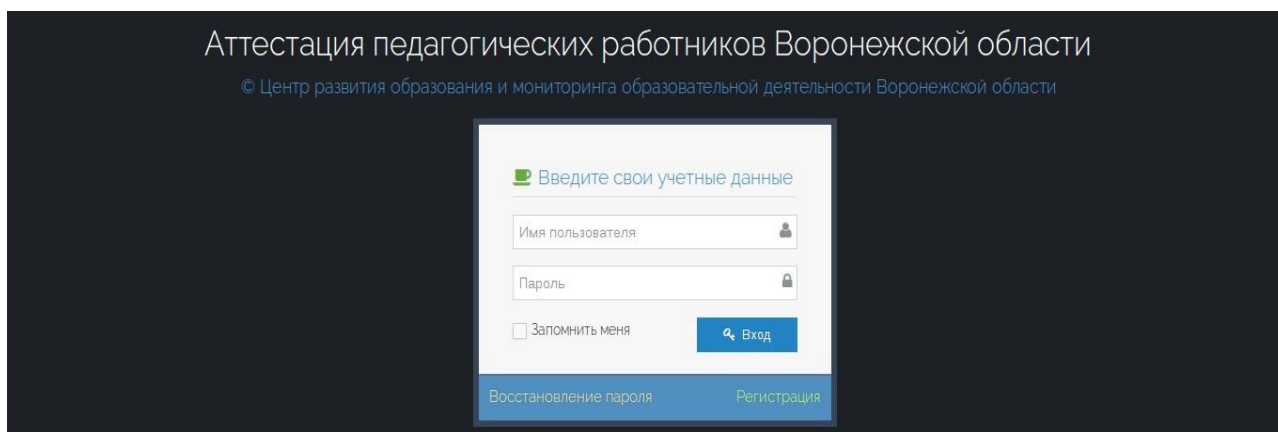 Аттестация педагогических работников Воронежской области
© Центр развития образования и мониторинга образовательной деятельности Воронежской области
Введите свои учетные данные
Имя пользователя
Пароль
Запомнить меня
Вход
Восстановление пароля
Регистрация